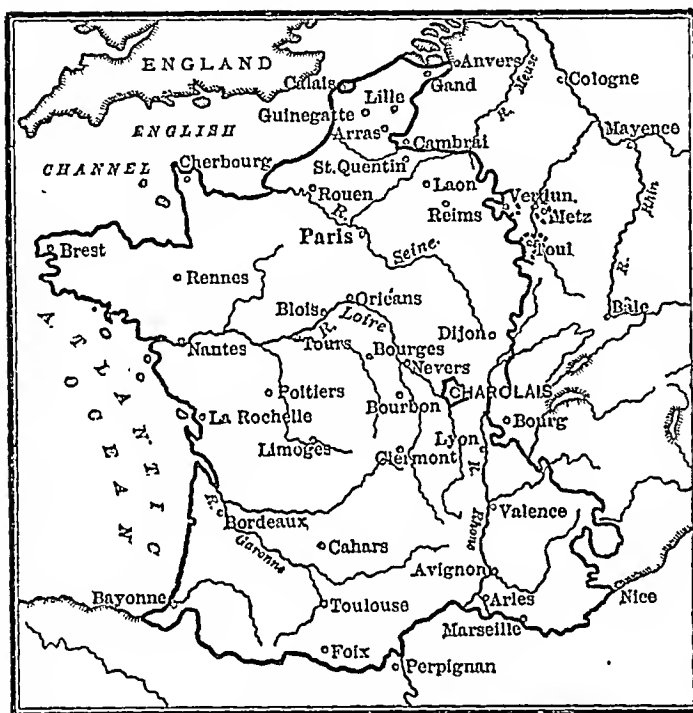 ENGLAND
Anvers
Calais
Gand
R. Meuse
Cologne
Lille
Guinegatte
ENGLISH
Arras
Cambrai
Mayence
CHANNEL
Cherbourg
St. Quentin
Laon
Verdun.
Rhin
Rouen
Metz
Reims
R.
Paris
Toul
Brest
Seine.
R.
Rennes
Orléans
Bâle
Blois
R. Loire
Dijon
Nantes
Tours
Bourges
Nevers
ATLANTIC
OCEAN
CHAROLAIS
Poitiers
Bourbon
La Rochelle
Bourg
Lyon
R.
Limoges
Clermont
R.
Bordeaux
Valence
Rhone
Garonne
Cahars
Avignon
Bayonne
Toulouse
Arles
Nice
Marseille
Foix
Perpignan